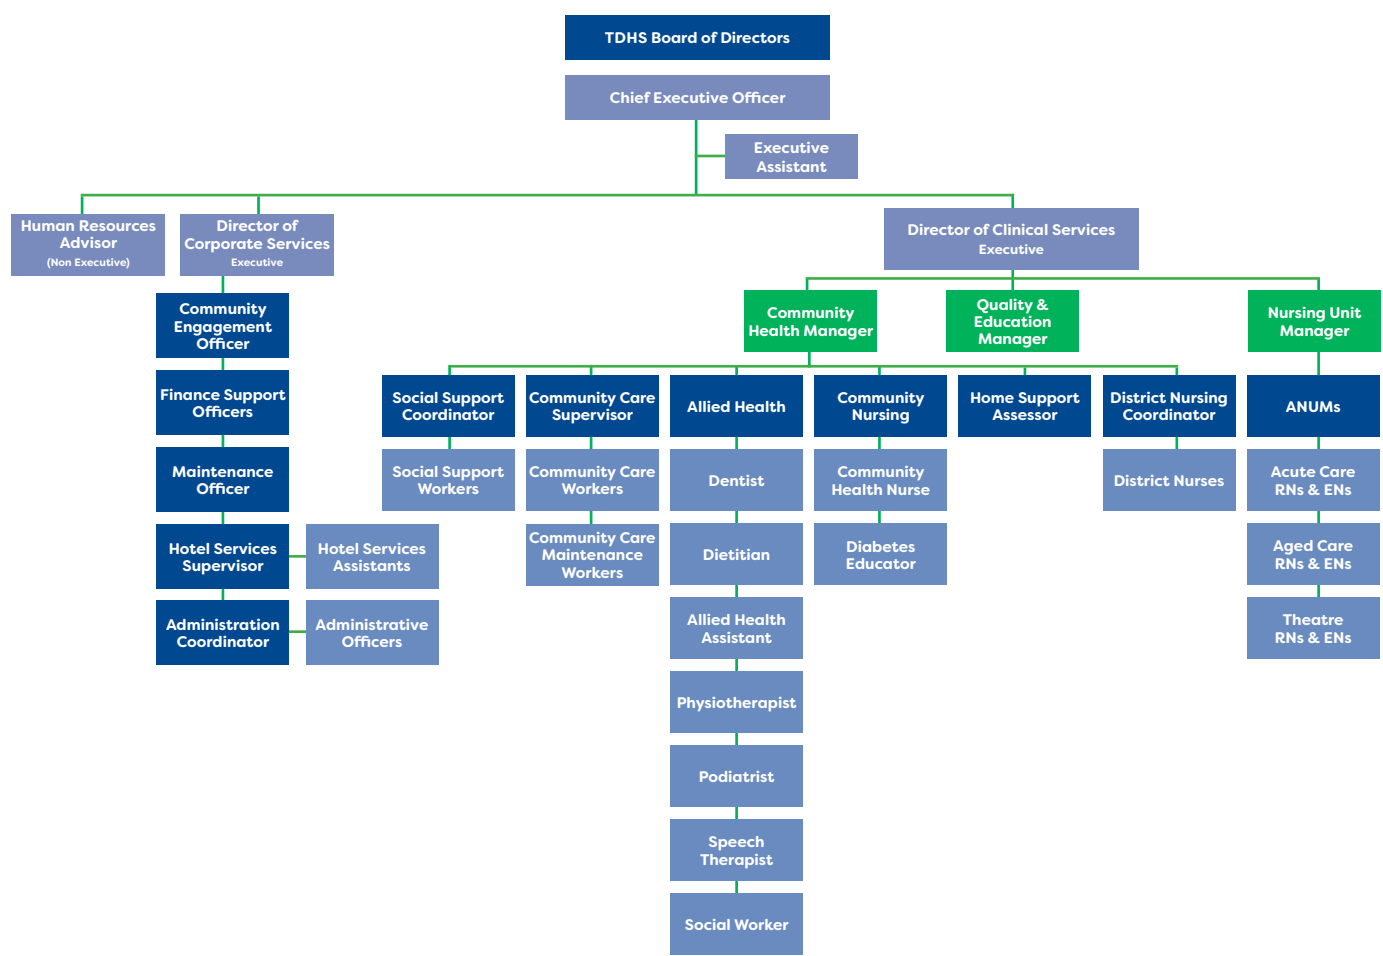 TDHS Board of Directors
Chief Executive Officer
Executive
Assistant
Human Resources
Advisor
(Non Executive)
Director of
Corporate Services
Executive
Director of Clinical Services
Executive
Community
Engagement
Officer
Finance Support
Officers
Maintenance
Officer
Hotel Services
Supervisor
Hotel Services
Assistants
Administration
Coordinator
Administrative
Officers
Community
Health Manager
Quality &
Education
Manager
Nursing Unit
Manager
Social Support
Coordinator
Social Support
Workers
Community Care
Supervisor
Community Care
Workers
Community Care
Maintenance
Workers
Allied Health
Dentist
Dietitian
Allied Health
Assistant
Physiotherapist
Podiatrist
Speech
Therapist
Social Worker
Community
Nursing
Community
Health Nurse
Diabetes
Educator
Home Support
Assessor
District Nursing
Coordinator
District Nurses
ANUMs
Acute Care
RNs & ENs
Aged Care
RNs & ENs
Theatre
RNs & ENs